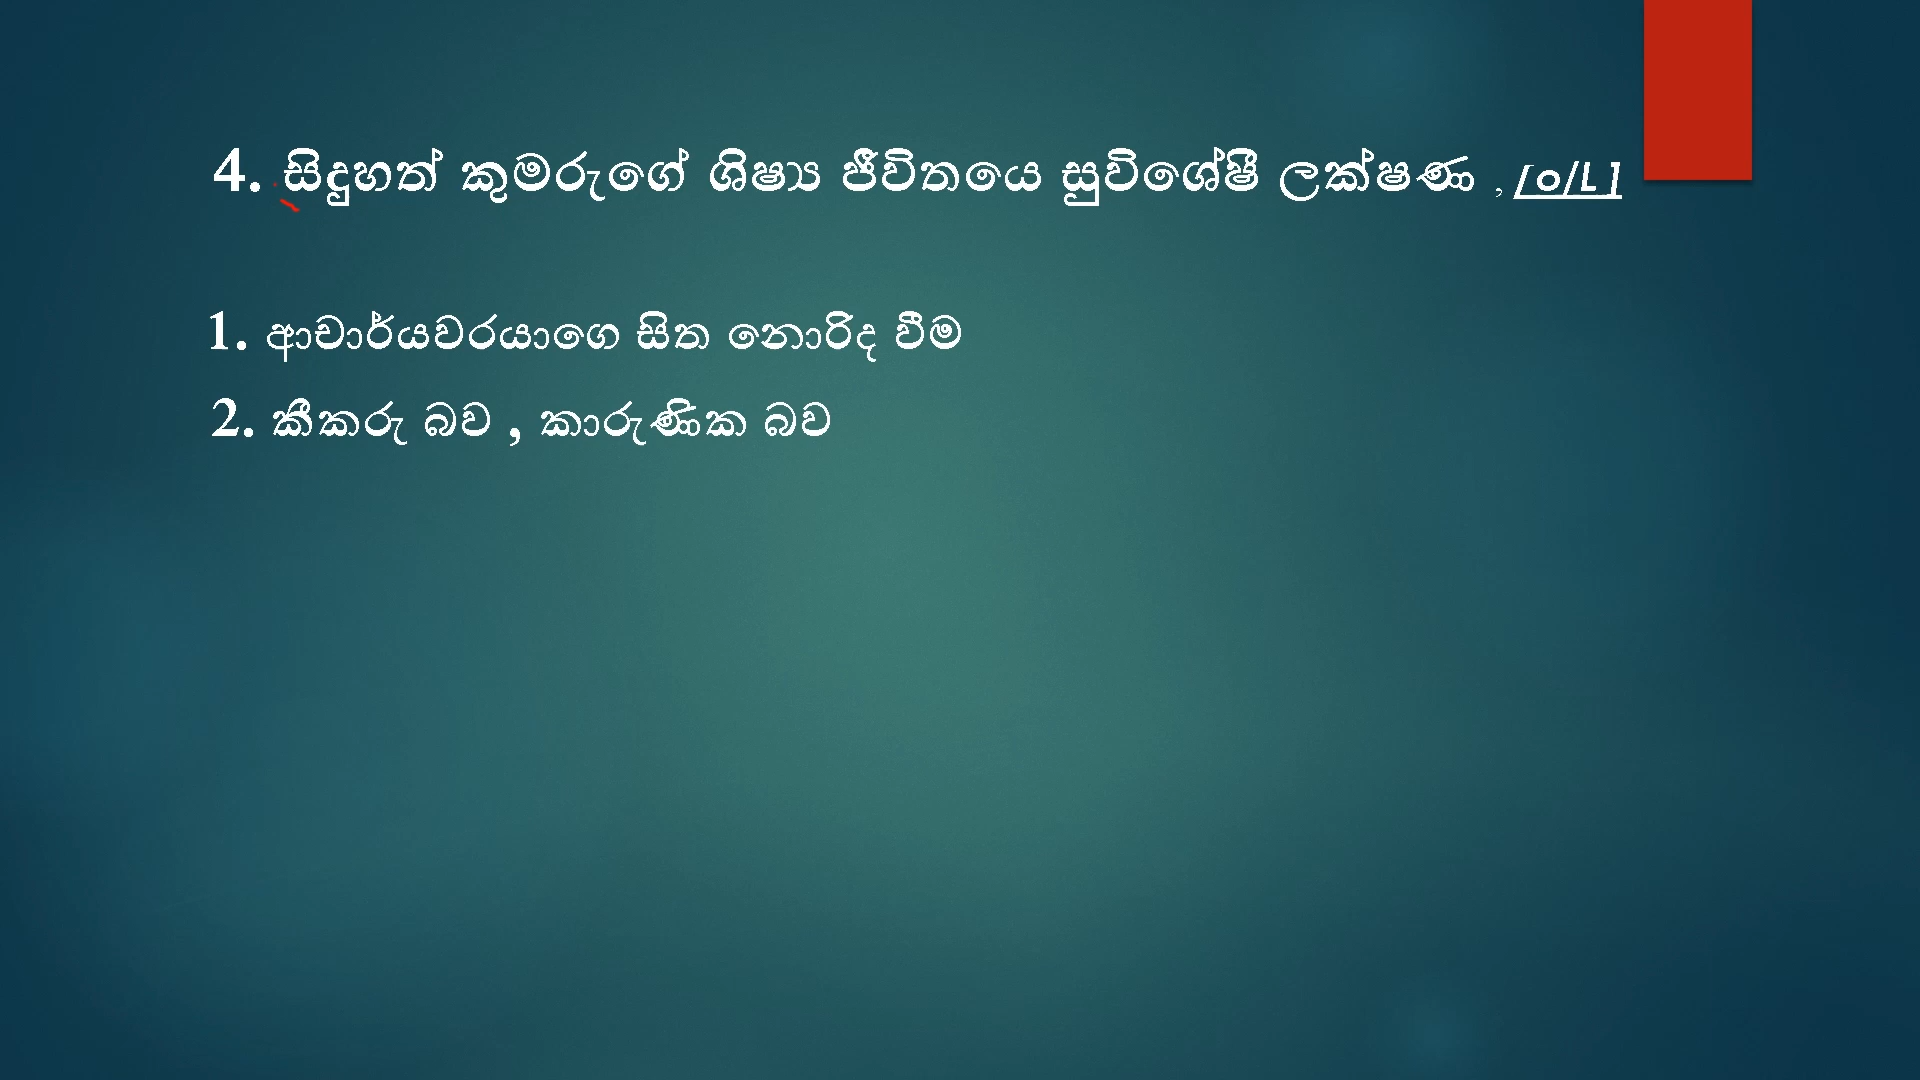 4. සිදුහත් කුමරුගේ ශිෂ්‍ය ජීවිතයෙ සුවිශේෂී ලක්ෂණ , [o/L]
1. ආචාර්යවරයාගෙ සිත නොරිද වීම
2. කීකරු බව , කාරුණික බව